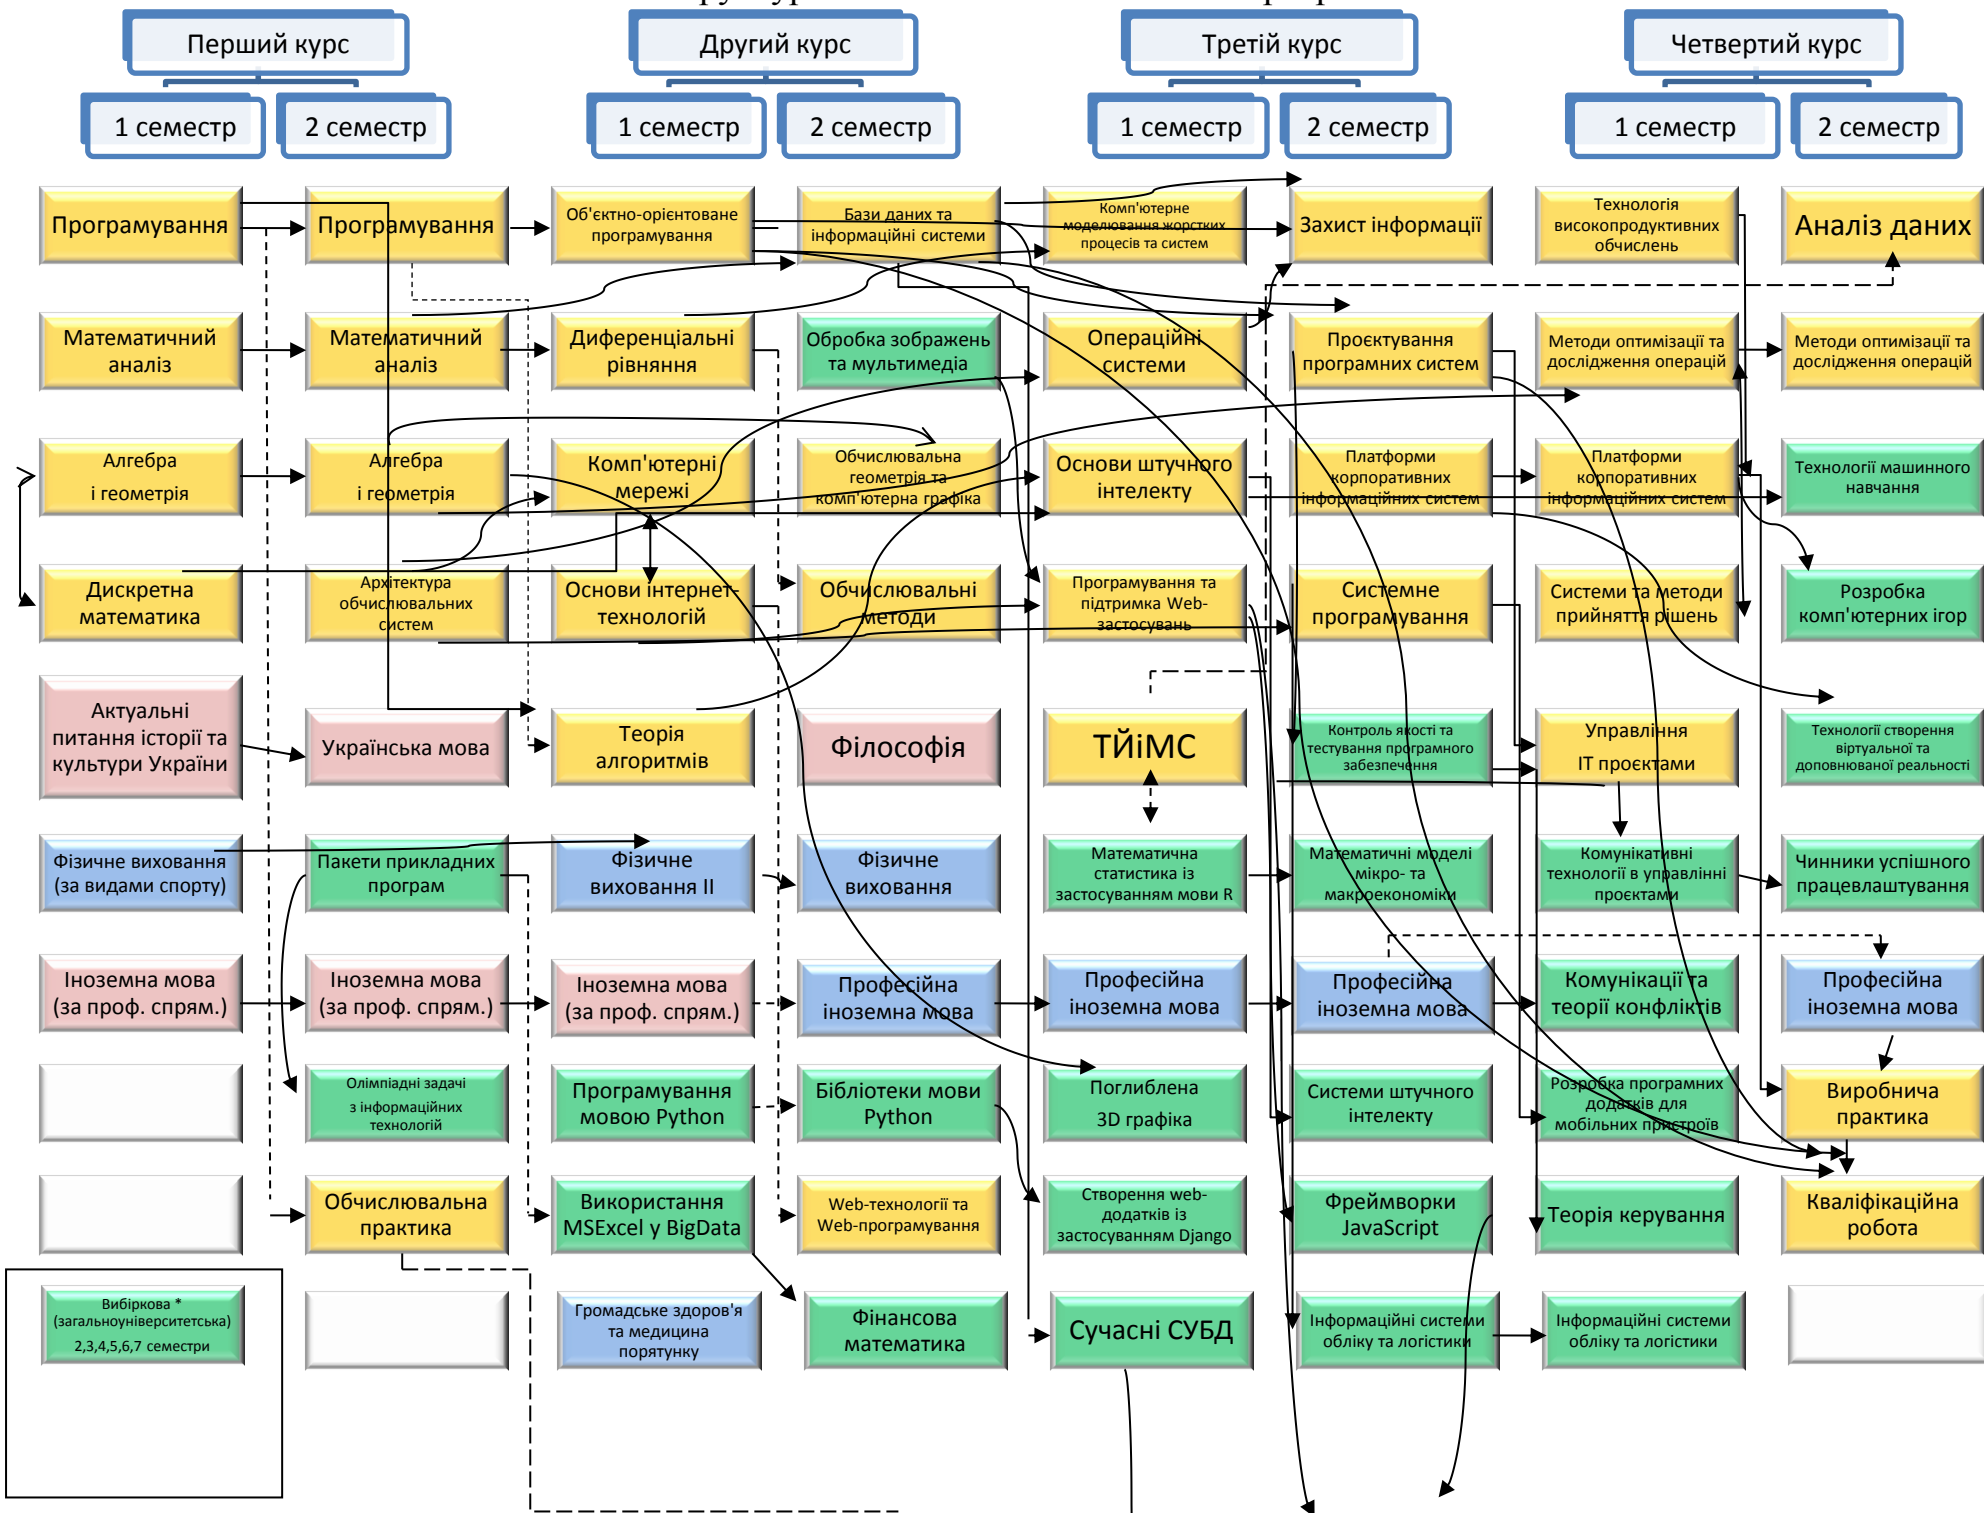 Перший курс
Другий курс
Третій курс
Четвертий курс
1 семестр
2 семестр
1 семестр
2 семестр
1 семестр
2 семестр
1 семестр
2 семестр
Програмування
Програмування
Об'єктно-орієнтоване
програмування
Бази даних та
інформаційні системи
Комп'ютерне
моделювання жорстких
процесів та систем
Захист інформації
Технологія
високопродуктивних
обчислень
Аналіз даних
Математичний
аналіз
Математичний
аналіз
Диференціальні
рівняння
Обробка зображень
та мультимедіа
Операційні
системи
Проєктування
програмних систем
Методи оптимізації та
дослідження операцій
Методи оптимізації та
дослідження операцій
Алгебра
і геометрія
Алгебра
і геометрія
Комп'ютерні
мережі
Обчислювальна
геометрія та
комп'ютерна графіка
Основи штучного
інтелекту
Платформи
корпоративних
інформаційних систем
Платформи
корпоративних
інформаційних систем
Технології машинного
навчання
Дискретна
математика
Архітектура
обчислювальних
систем
Основи інтернет-
технологій
Обчислювальні
методи
Програмування та
підтримка Web-
застосувань
Системне
програмування
Системи та методи
прийняття рішень
Розробка
комп'ютерних ігор
Актуальні
питання історії та
культури України
Українська мова
Теорія
алгоритмів
Філософія
ТЙіМС
Контроль якості та
тестування програмного
забезпечення
Управління
ІТ проєктами
Технології створення
віртуальної та
доповнюваної реальності
Фізичне виховання
(за видами спорту)
Пакети прикладних
програм
Фізичне
виховання ІІ
Фізичне
виховання
Математична
статистика із
застосуванням мови R
Математичні моделі
мікро- та
макроекономіки
Комунікативні
технології в управлінні
проєктами
Чинники успішного
працевлаштування
Іноземна мова
(за проф. спрям.)
Іноземна мова
(за проф. спрям.)
Іноземна мова
(за проф. спрям.)
Професійна
іноземна мова
Професійна
іноземна мова
Професійна
іноземна мова
Комунікації та
теорії конфліктів
Професійна
іноземна мова
Олімпіадні задачі
з інформаційних
технологій
Програмування
мовою Python
Бібліотеки мови
Python
Поглиблена
3D графіка
Системи штучного
інтелекту
Розробка програмних
додатків для
мобільних пристроїв
Виробнича
практика
Обчислювальна
практика
Використання
MSExcel у BigData
Web-технології та
Web-програмування
Створення web-
додатків із
застосуванням Django
Фреймворки
JavaScript
Теорія керування
Кваліфікаційна
робота
Вибіркова *
(загальноуніверситетська)
2,3,4,5,6,7 семестри
Громадське здоров'я
та медицина
порятунку
Фінансова
математика
Сучасні СУБД
Інформаційні системи
обліку та логістики
Інформаційні системи
обліку та логістики